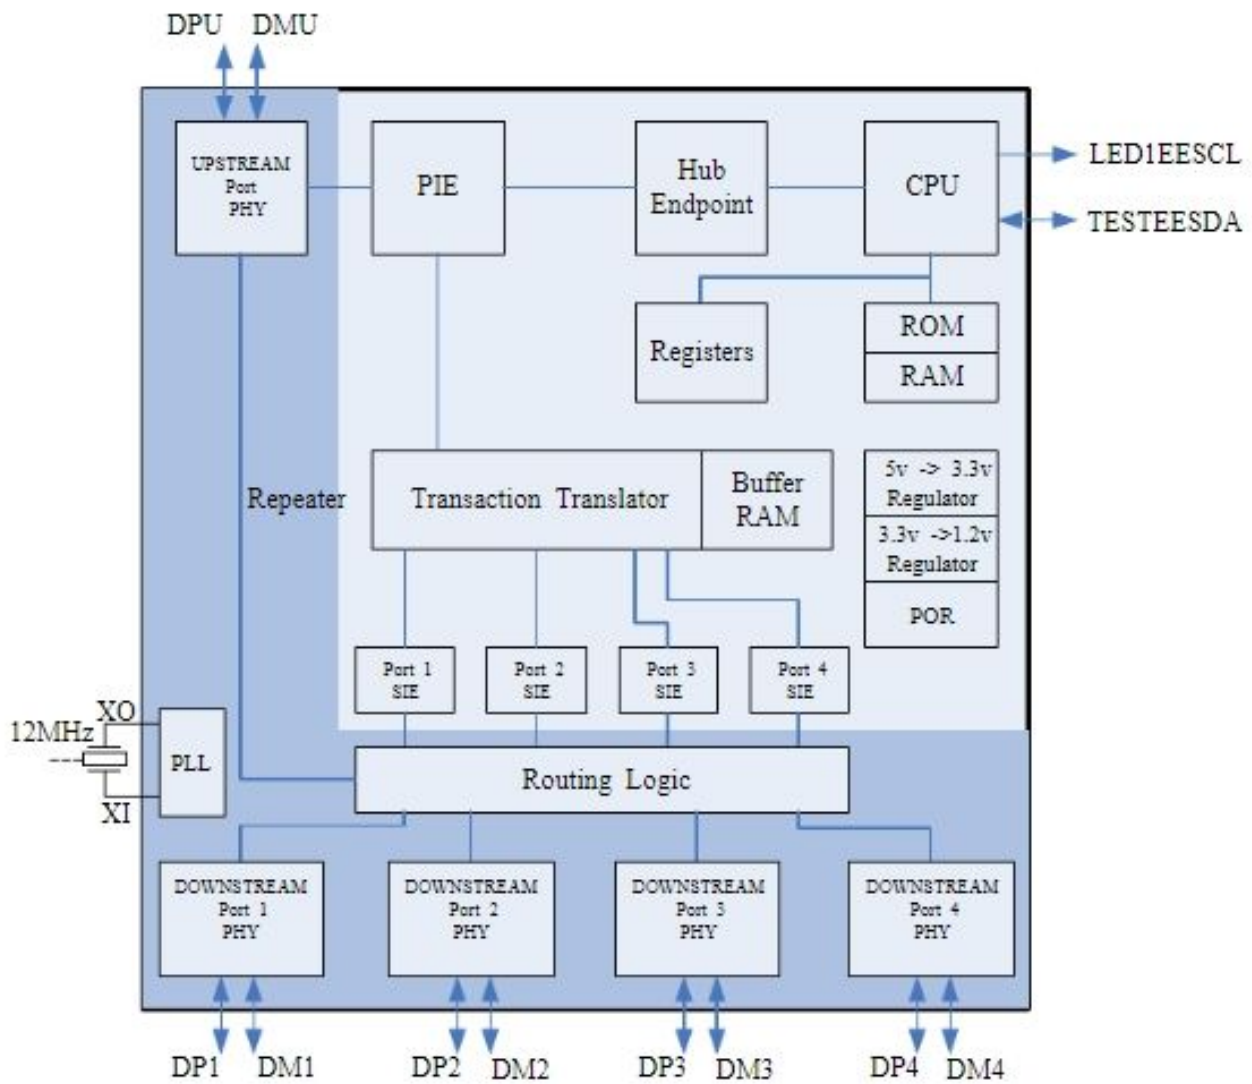 DPU DMU
UPSTREAM
Port
PHY
PIE
Hub
Endpoint
CPU
LED1EESCL
TESTEESDA
Registers
ROM
RAM
Repeater
Transaction Translator
Buffer
RAM
5v -> 3.3v
Regulator
3.3v ->1.2v
Regulator
POR
Port 1
SIE
Port 2
SIE
Port 3
SIE
Port 4
SIE
XO
12MHz
XI
PLL
Routing Logic
DOWNSTREAM
Port 1
PHY
DOWNSTREAM
Port 2
PHY
DOWNSTREAM
Port 3
PHY
DOWNSTREAM
Port 4
PHY
DP1 DM1 DP2 DM2 DP3 DM3 DP4 DM4